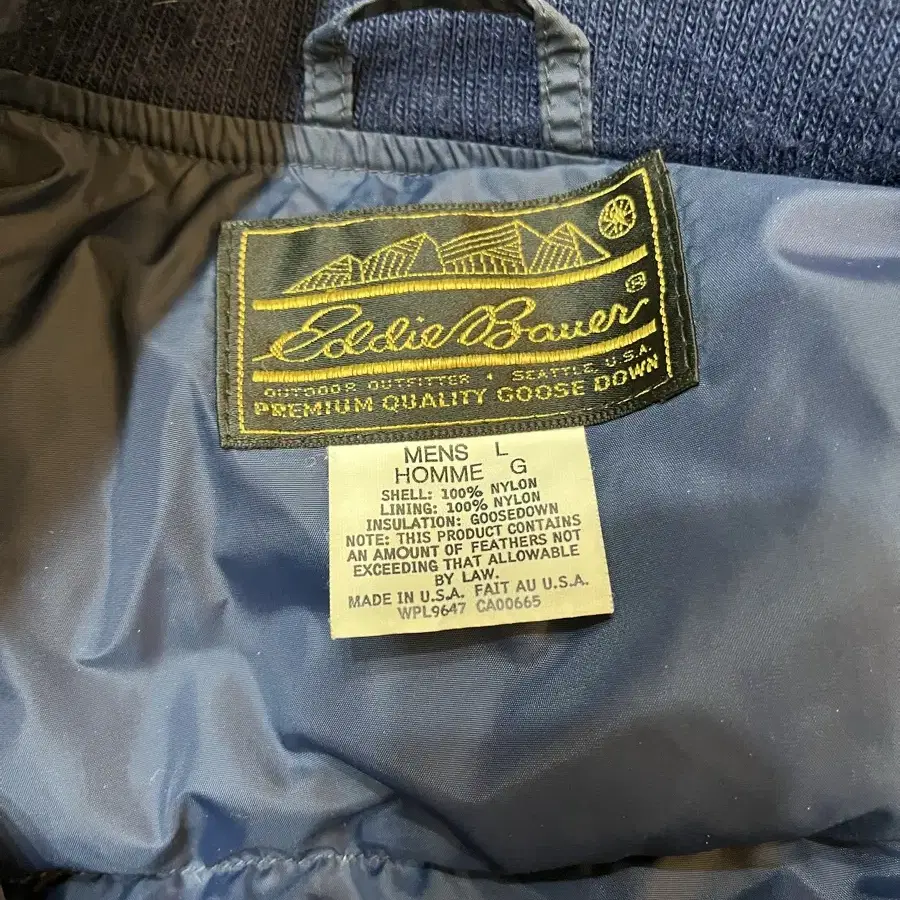 Eddie Bauer ®
OUTDOOR OUTFITTER • SEATTLE, U.S.A.
PREMIUM QUALITY GOOSE DOWN
MENS L
HOMME G
SHELL: 100% NYLON
LINING: 100% NYLON
INSULATION: GOOSEDOWN
NOTE: THIS PRODUCT CONTAINS
AN AMOUNT OF FEATHERS NOT
EXCEEDING THAT ALLOWABLE
BY LAW.
MADE IN U.S.A. FAIT AU U.S.A.
WPL9647 CA00665